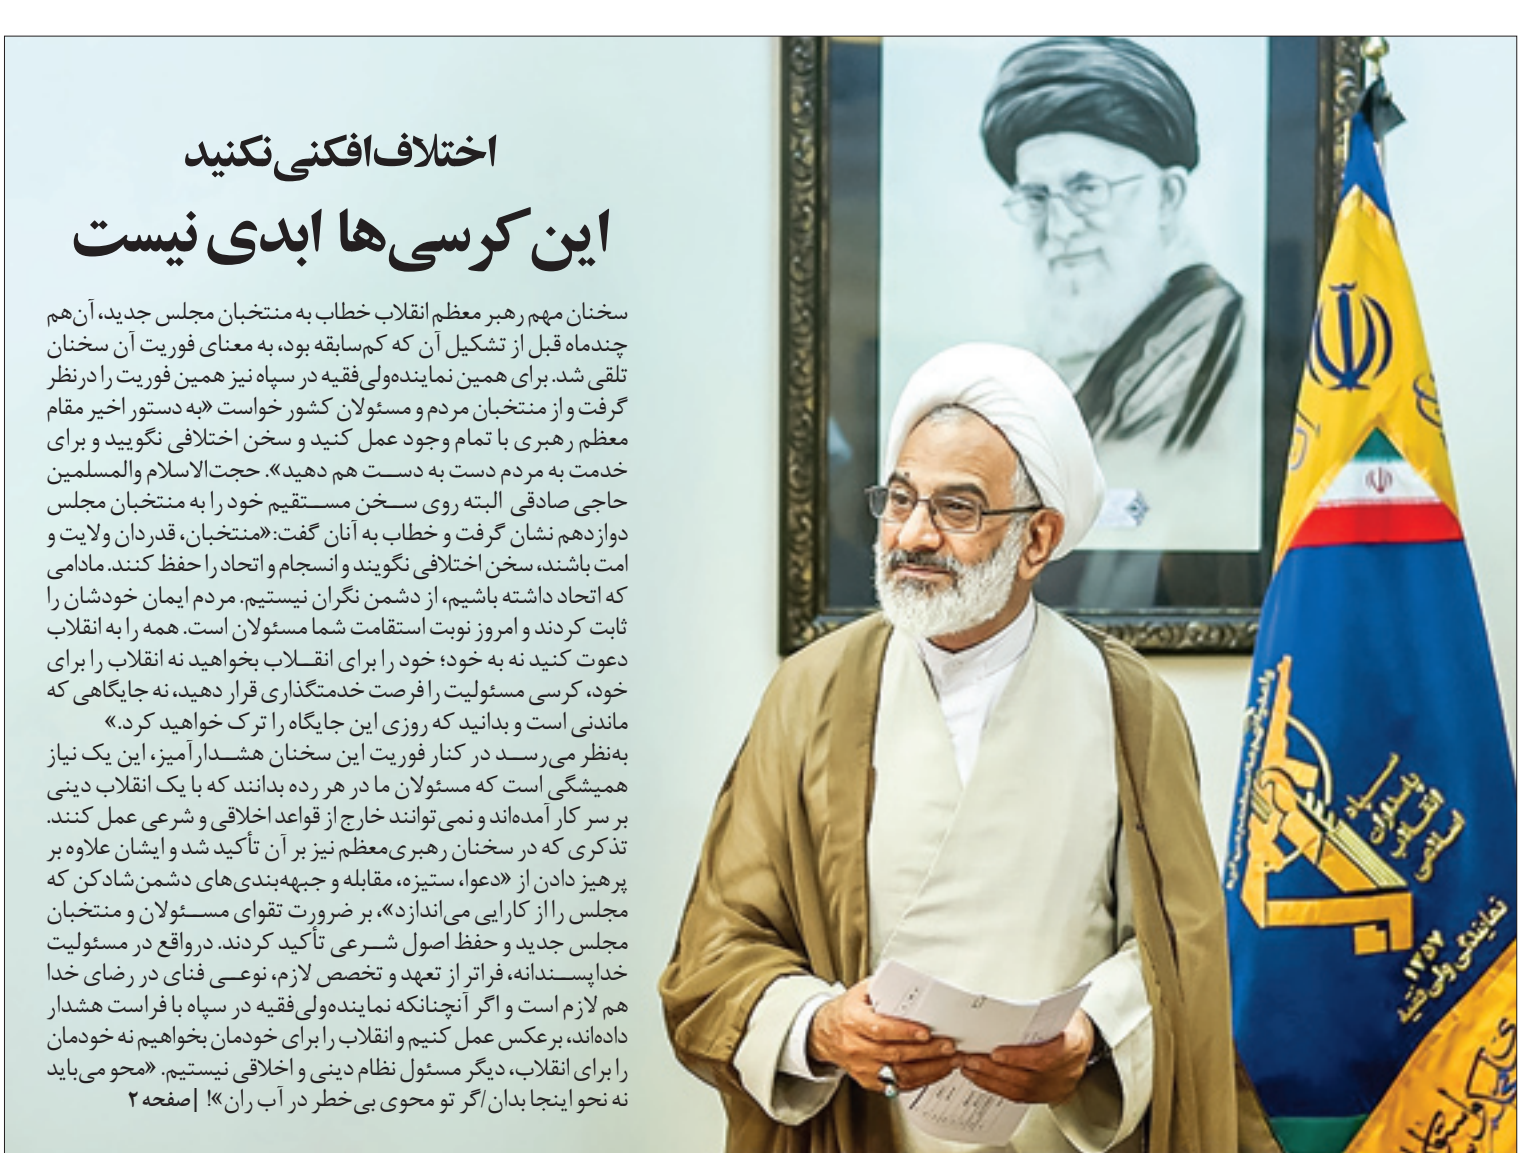 اختلاف‌افکنی نکنید
این کرسی‌ها ابدی نیست
سخنان مهم رهبر معظم انقلاب خطاب به منتخبان مجلس جدید، آن‌هم
چندماه قبل از تشکیل آن که کم‌سابقه بود، به معنای فوریت آن سخنان
تلقی شد. برای همین نماینده‌ولی‌فقیه در سپاه نیز همین فوریت را درنظر
گرفت و از منتخبان مردم و مسئولان کشور خواست «به دستور اخیر مقام
معظم رهبری با تمام وجود عمل کنید و سخن اختلافی نگویید و برای
خدمت به مردم دست به دست هم دهید». حجت‌الاسلام والمسلمین
حاجی صادقی البته روی سخن مستقیم خود را به منتخبان مجلس
دوازدهم نشان گرفت و خطاب به آنان گفت:«منتخبان، قدردان ولایت و
امت باشند، سخن اختلافی نگویند و انسجام و اتحاد را حفظ کنند. مادامی
که اتحاد داشته باشیم، از دشمن نگران نیستیم. مردم ایمان خودشان را
ثابت کردند و امروز نوبت استقامت شما مسئولان است. همه را به انقلاب
دعوت کنید نه به خود؛ خود را برای انقلاب بخواهید نه انقلاب را برای
خود، کرسی مسئولیت را فرصت خدمتگذاری قرار دهید، نه جایگاهی که
ماندنی است و بدانید که روزی این جایگاه را ترک خواهید کرد.»
به‌نظر می‌رسد در کنار فوریت این سخنان هشدارآمیز، این یک نیاز
همیشگی است که مسئولان ما در هر رده بدانند که با یک انقلاب دینی
بر سر کار آمده‌اند و نمی‌توانند خارج از قواعد اخلاقی و شرعی عمل کنند.
تذکری که در سخنان رهبری‌معظم نیز بر آن تأکید شد و ایشان علاوه بر
پرهیز دادن از «دعوا، ستیزه، مقابله و جبهه‌بندی‌های دشمن‌شادکن که
مجلس را از کارایی می‌اندازد»، بر ضرورت تقوای مسئولان و منتخبان
مجلس جدید و حفظ اصول شرعی تأکید کردند. درواقع در مسئولیت
خداپسندانه، فراتر از تعهد و تخصص لازم، نوعی فنای در رضای خدا
هم لازم است و اگر آنچنانکه نماینده‌ولی‌فقیه در سپاه با فراست هشدار
داده‌اند، برعکس عمل کنیم و انقلاب را برای خودمان بخواهیم نه خودمان
را برای انقلاب، دیگر مسئول نظام دینی و اخلاقی نیستیم. «محو می‌باید
نه نحو اینجا بدان/گر تو محوی بی‌خطر در آب ران»! | صفحه ۲
سپاه
پاسداران
انقلاب
اسلامی
۱۳۵۷
نمایندگی ولی فقیه